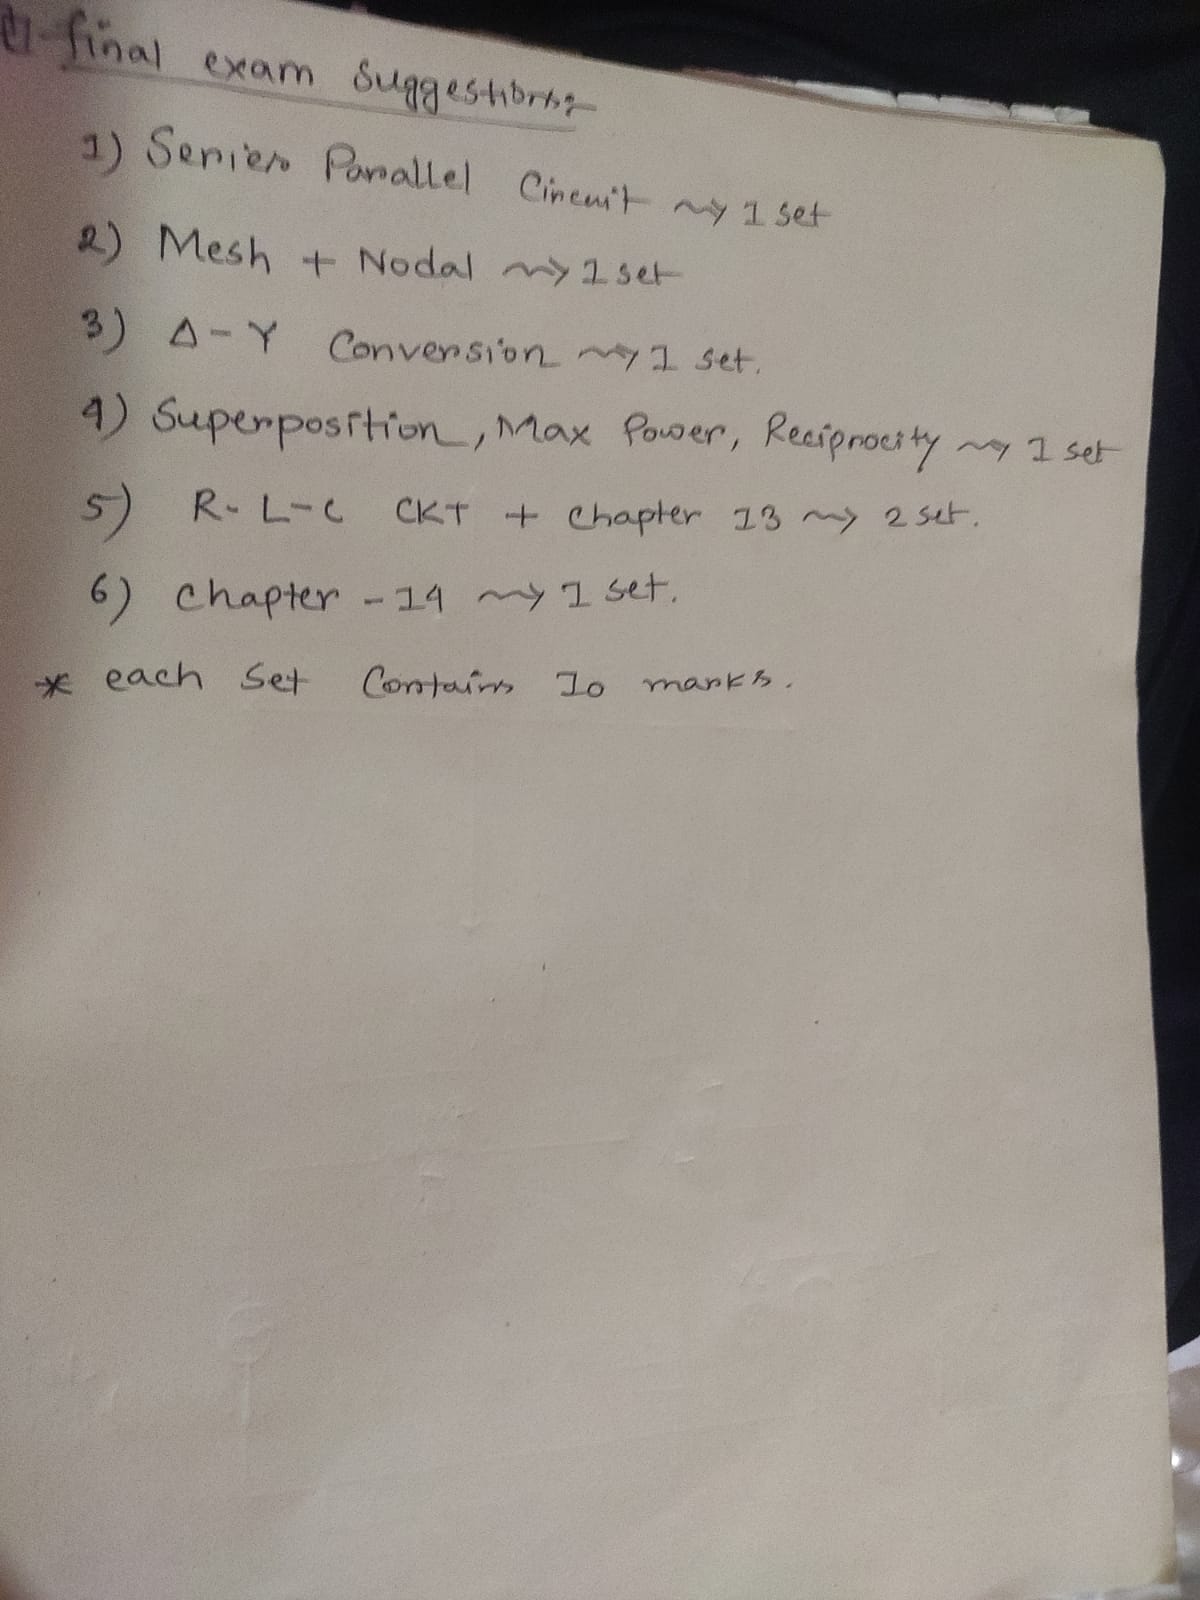 final exam suggestions
1) Series Parallel Circuit ~> 1 set
2) Mesh + Nodal ~> 1 set
3) Δ-Y Conversion ~> 1 set.
4) Superposition, Max Power, Reciprocity ~> 1 set
5) R-L-C CKT + Chapter 13 ~> 2 set.
6) Chapter - 14 ~> 1 set.
* each set Contains 10 marks.